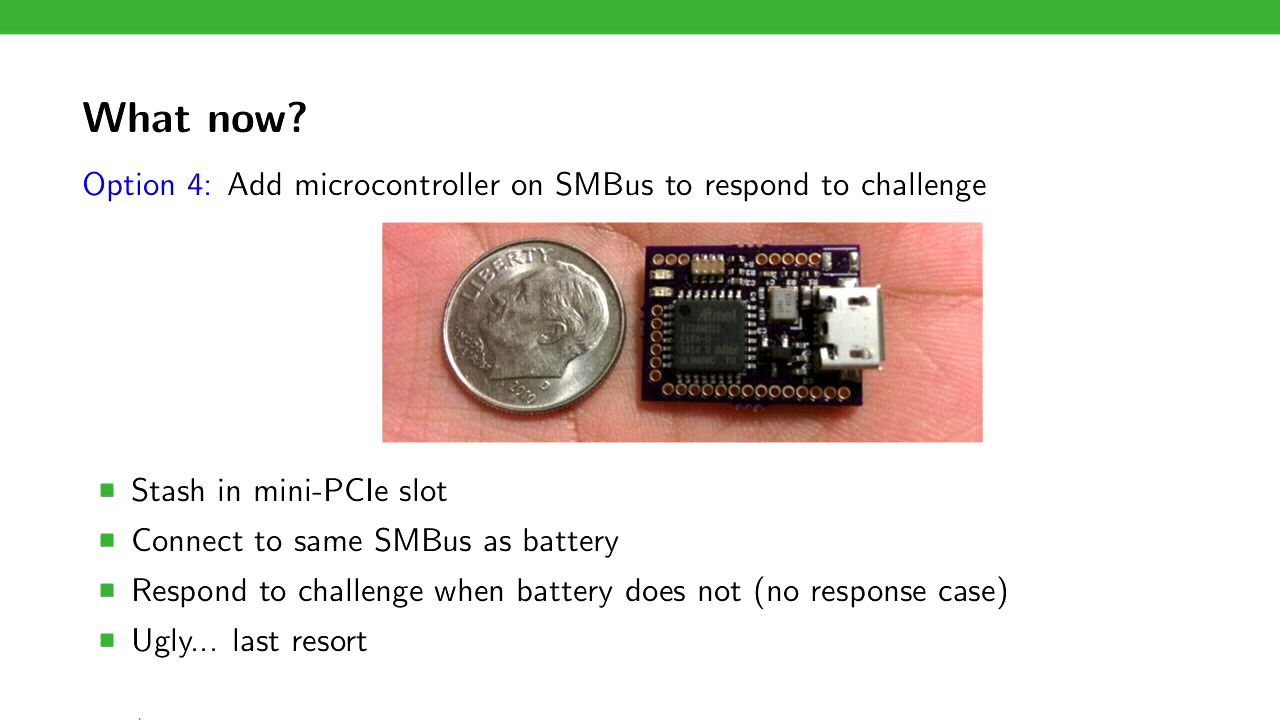 What now?
Option 4: Add microcontroller on SMBus to respond to challenge
LIBERTY
Atmel
Stash in mini-PCIe slot
Connect to same SMBus as battery
Respond to challenge when battery does not (no response case)
Ugly... last resort